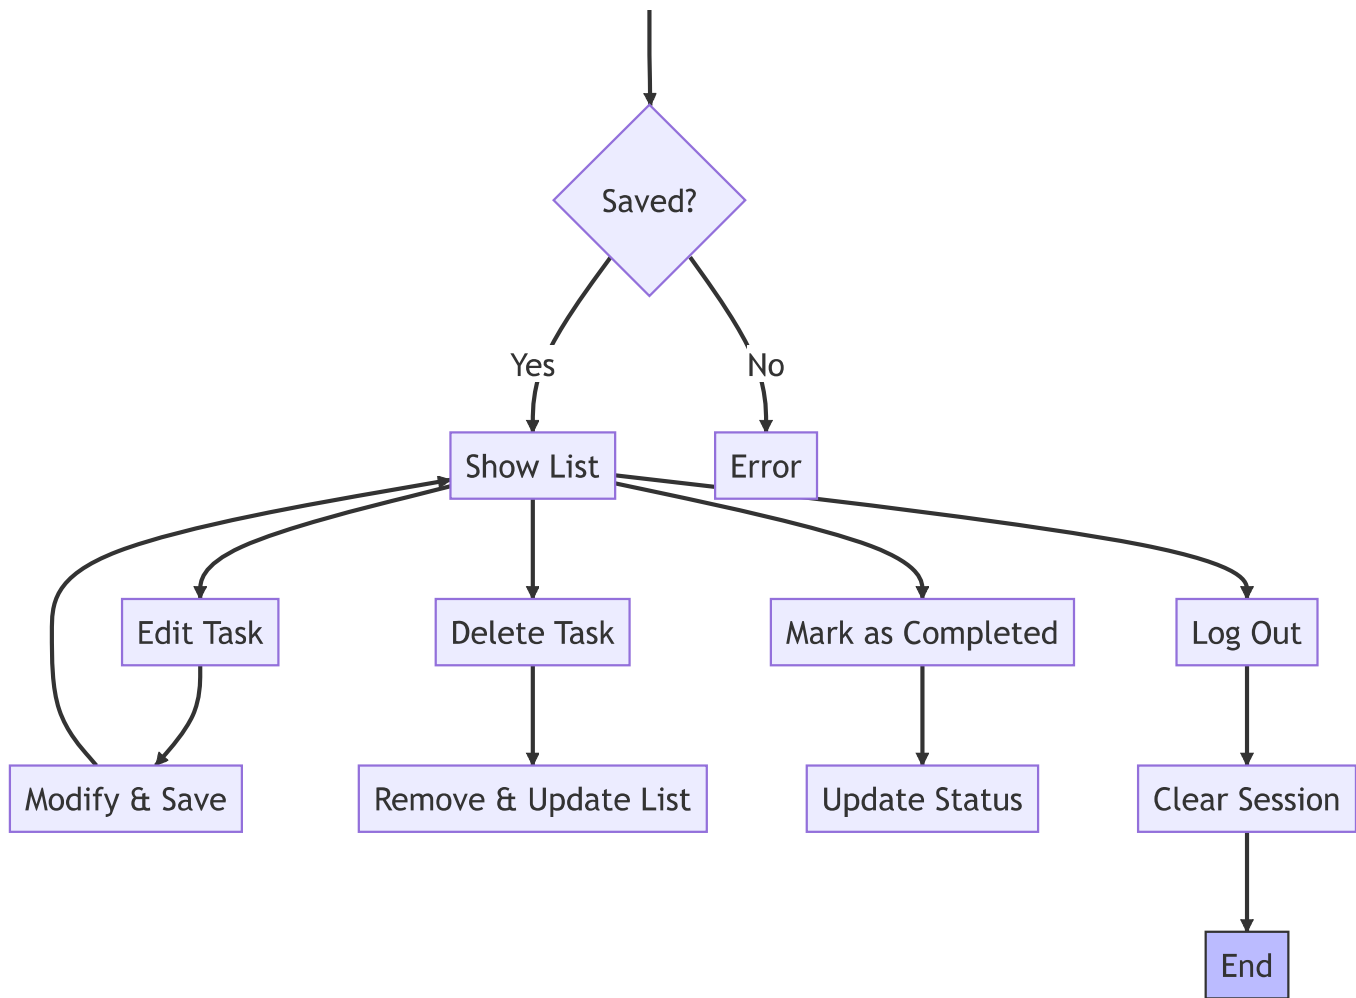 Saved?
Yes
No
Show List
Error
Edit Task
Delete Task
Mark as Completed
Log Out
Modify & Save
Remove & Update List
Update Status
Clear Session
End